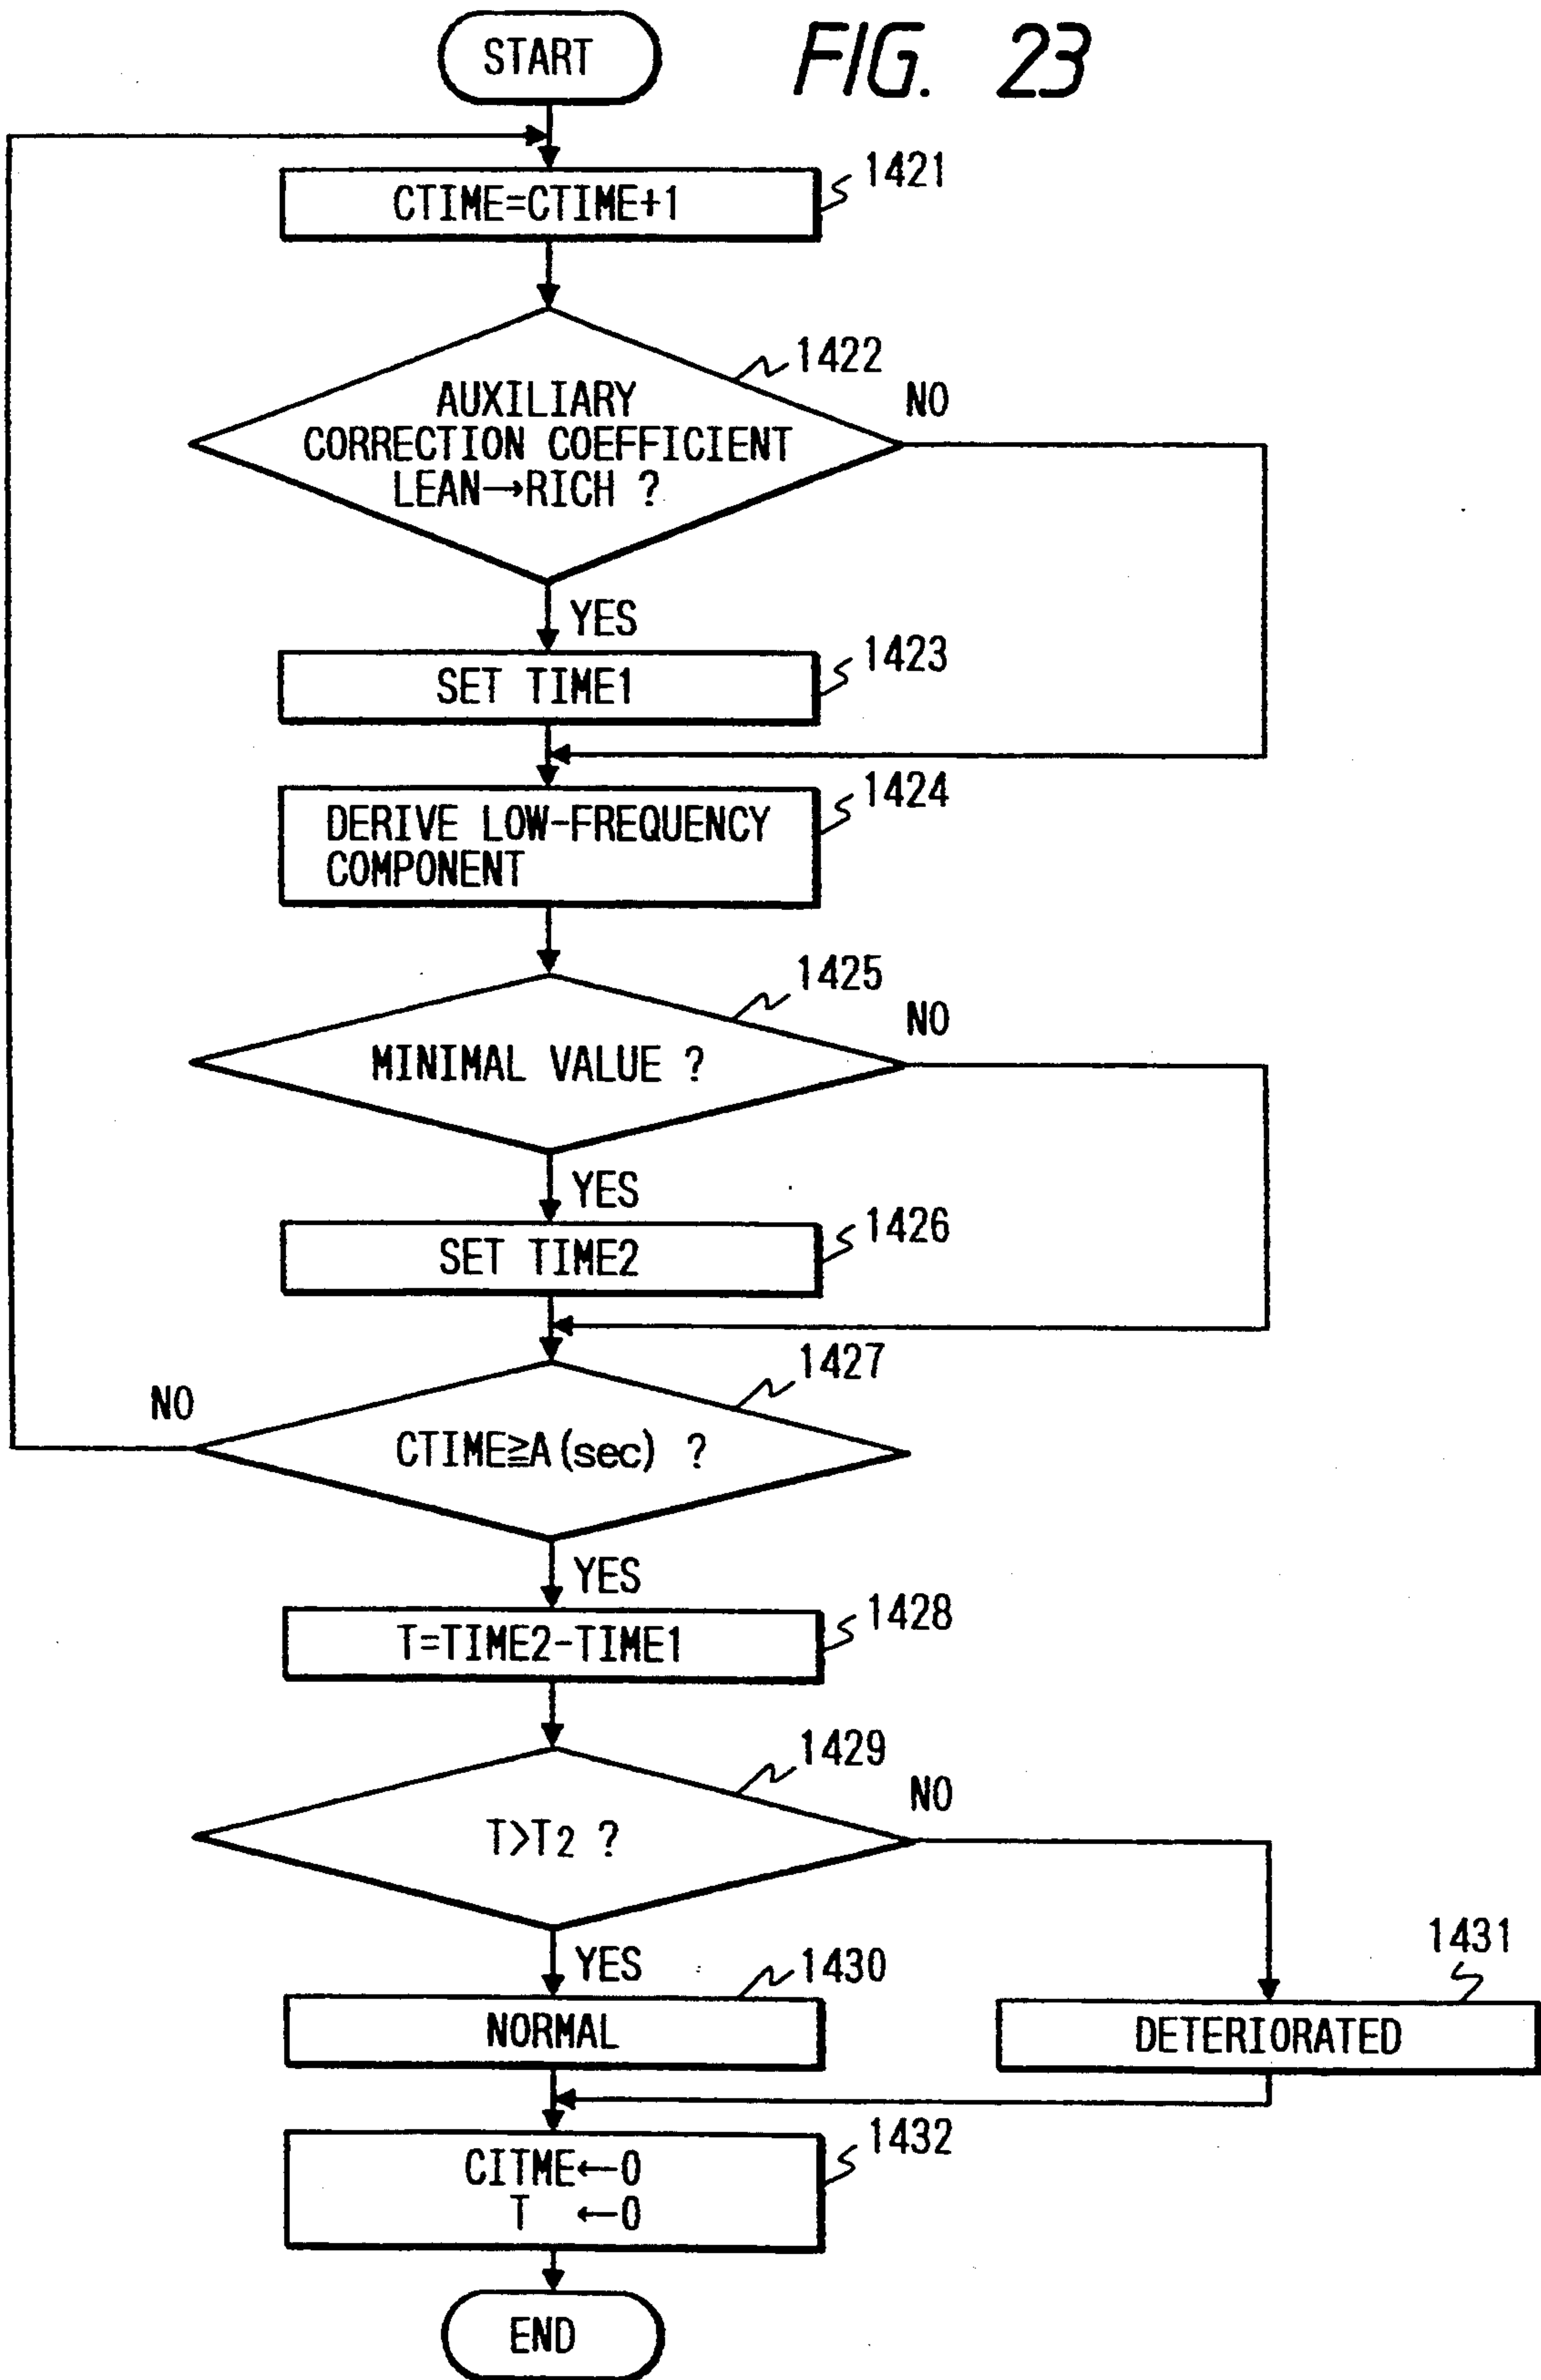 START
FIG. 23
CTIME=CTIME+1
1421
1422
AUXILIARY
CORRECTION COEFFICIENT
LEAN→RICH ?
NO
YES
1423
SET TIME1
1424
DERIVE LOW-FREQUENCY
COMPONENT
1425
NO
MINIMAL VALUE ?
YES
1426
SET TIME2
1427
NO
CTIME≧A(sec) ?
YES
1428
T=TIME2-TIME1
1429
NO
T>T2 ?
YES
1430
NORMAL
1431
DETERIORATED
1432
CITME←0
T ←0
END